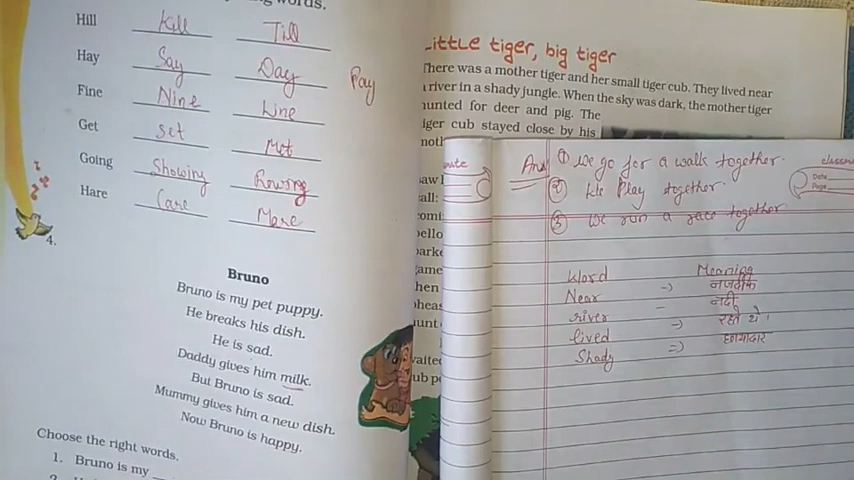 words.
Hill Kill Till
Hay Say Day Pay
Fine Nine Line
Get Set Met
Going Showing Rowing
Hare Care Mare
4.
Bruno
Bruno is my pet puppy.
He breaks his dish.
He is sad.
Daddy gives him milk.
But Bruno is sad.
Mummy gives him a new dish.
Now Bruno is happy.
Choose the right words.
1. Bruno is my
Little tiger, big tiger
There was a mother tiger and her small tiger cub. They lived near
a river in a shady jungle. When the sky was dark, the mother tiger
hunted for deer and pig. The
tiger cub stayed close by his
Ans ① We go for a walk together.
② We Play together.
③ We run a race together
Date
Page
Word Meaning
Near -) नजदीक
river – नदी
lived -) रहते थे।
Shady =) छायादार